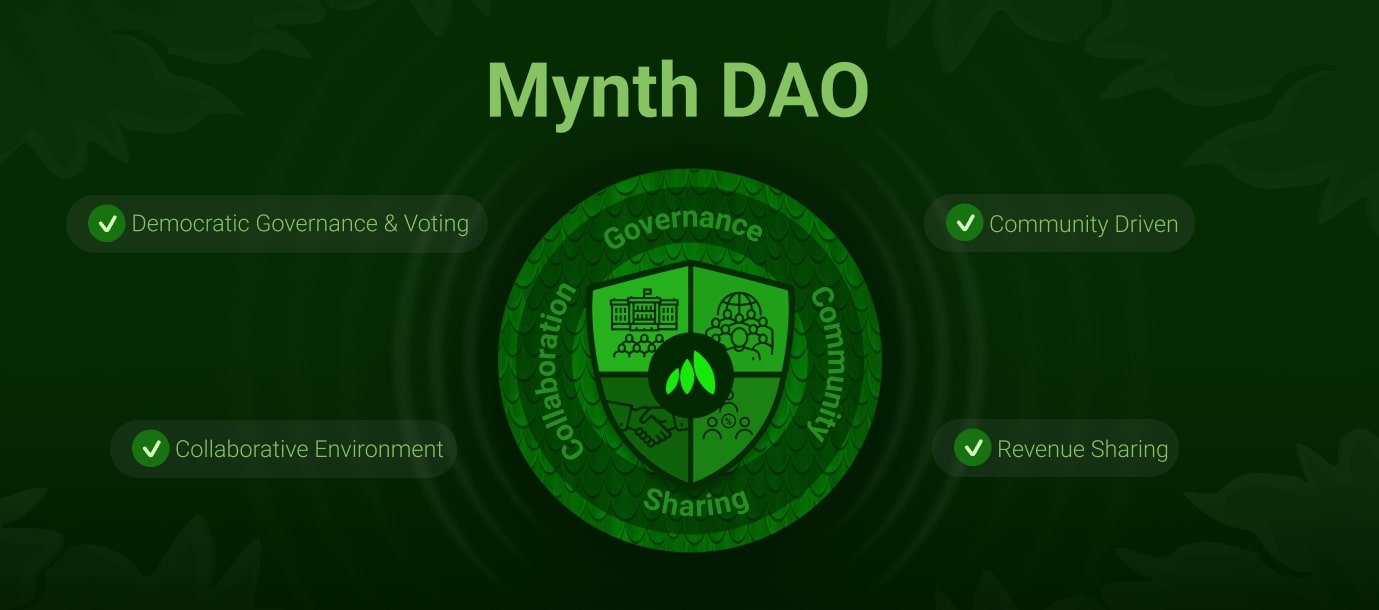 Mynth DAO
Democratic Governance & Voting
Community Driven
Governance
Collaboration
Community
%
Collaborative Environment
Revenue Sharing
Sharing